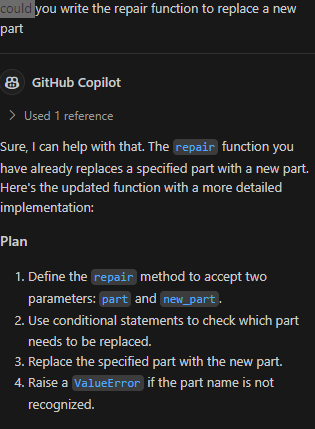 could you write the repair function to replace a new
part
GitHub Copilot
> Used 1 reference
Sure, I can help with that. The repair function you
have already replaces a specified part with a new part.
Here's the updated function with a more detailed
implementation:
Plan
1. Define the repair method to accept two
parameters: part and new_part.
2. Use conditional statements to check which part
needs to be replaced.
3. Replace the specified part with the new part.
4. Raise a ValueError if the part name is not
recognized.